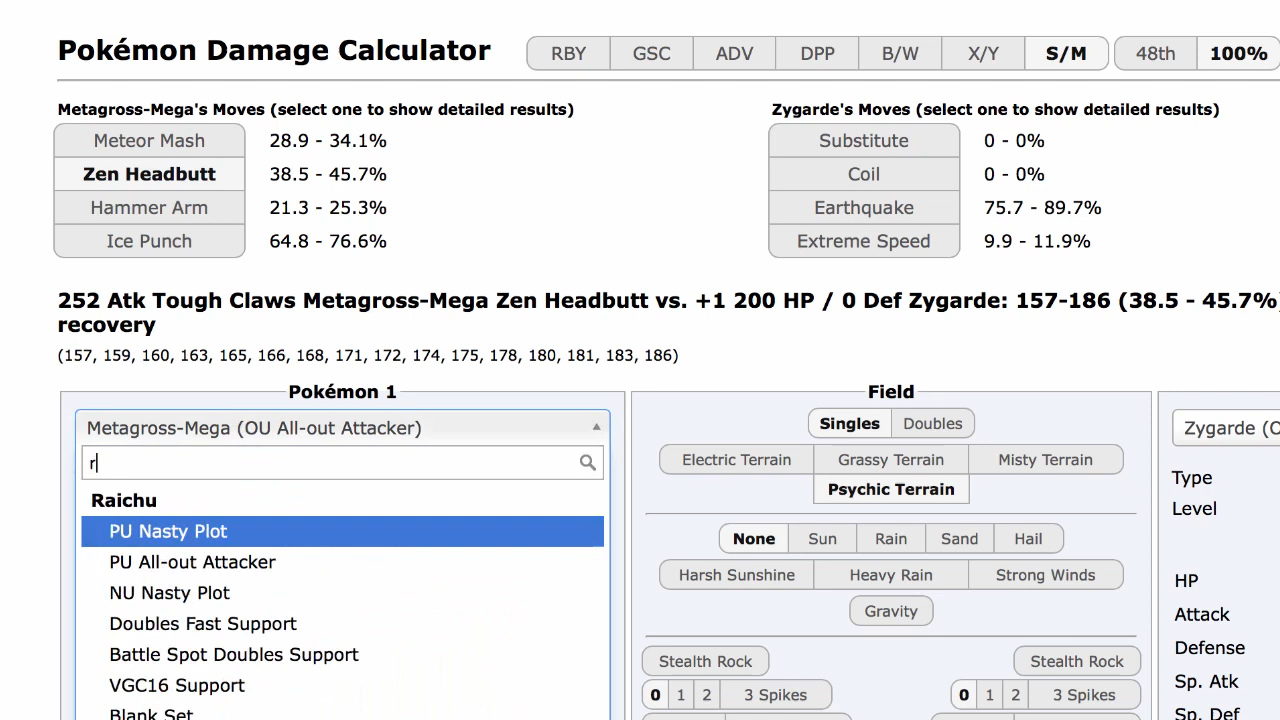 Pokémon Damage Calculator
RBY GSC ADV DPP B/W X/Y S/M 48th 100%
Metagross-Mega's Moves (select one to show detailed results)
Meteor Mash 28.9 - 34.1%
Zen Headbutt 38.5 - 45.7%
Hammer Arm 21.3 - 25.3%
Ice Punch 64.8 - 76.6%
Zygarde's Moves (select one to show detailed results)
Substitute 0 - 0%
Coil 0 - 0%
Earthquake 75.7 - 89.7%
Extreme Speed 9.9 - 11.9%
252 Atk Tough Claws Metagross-Mega Zen Headbutt vs. +1 200 HP / 0 Def Zygarde: 157-186 (38.5 - 45.7%)
recovery
(157, 159, 160, 163, 165, 166, 168, 171, 172, 174, 175, 178, 180, 181, 183, 186)
Pokémon 1
Metagross-Mega (OU All-out Attacker)
r
Raichu
PU Nasty Plot
PU All-out Attacker
NU Nasty Plot
Doubles Fast Support
Battle Spot Doubles Support
VGC16 Support
Blank Set
Field
Singles Doubles
Electric Terrain Grassy Terrain Misty Terrain
Psychic Terrain
None Sun Rain Sand Hail
Harsh Sunshine Heavy Rain Strong Winds
Gravity
Stealth Rock Stealth Rock
0 1 2 3 Spikes 0 1 2 3 Spikes
Zygarde (O
Type
Level
HP
Attack
Defense
Sp. Atk
Sp. Def